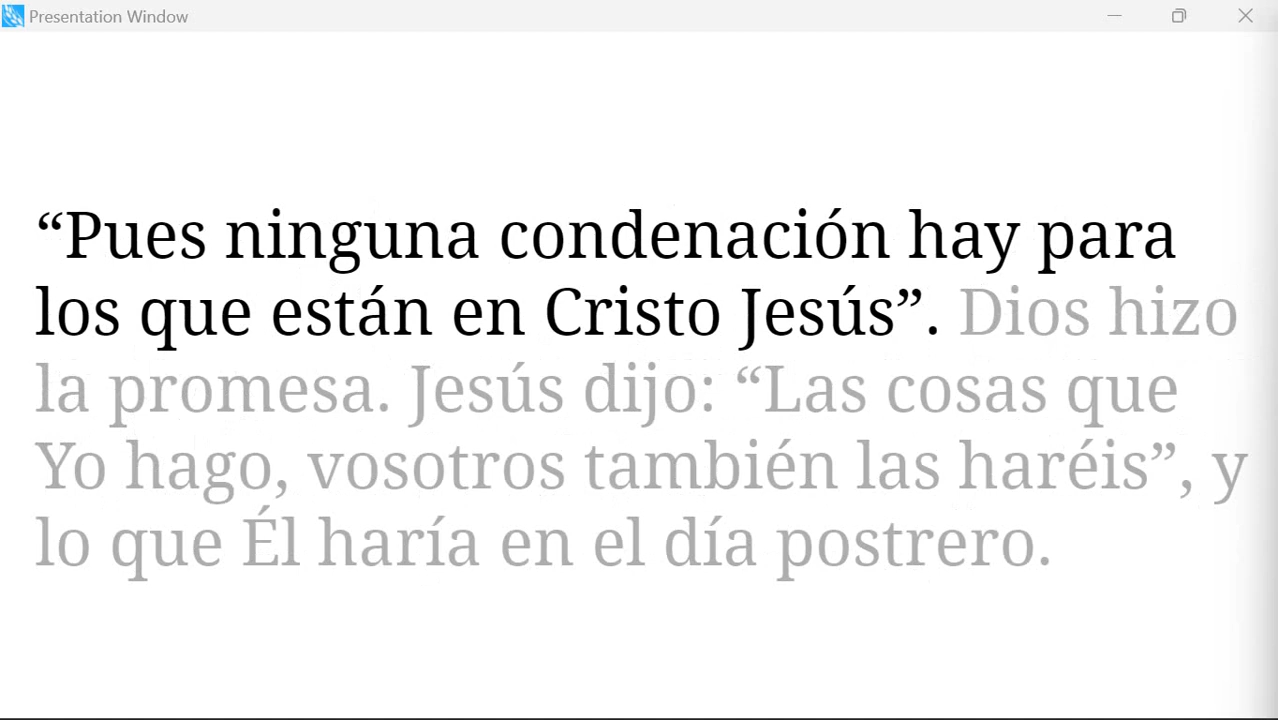 Presentation Window
“Pues ninguna condenación hay para
los que están en Cristo Jesús”. Dios hizo
la promesa. Jesús dijo: “Las cosas que
Yo hago, vosotros también las haréis”, y
lo que Él haría en el día postrero.